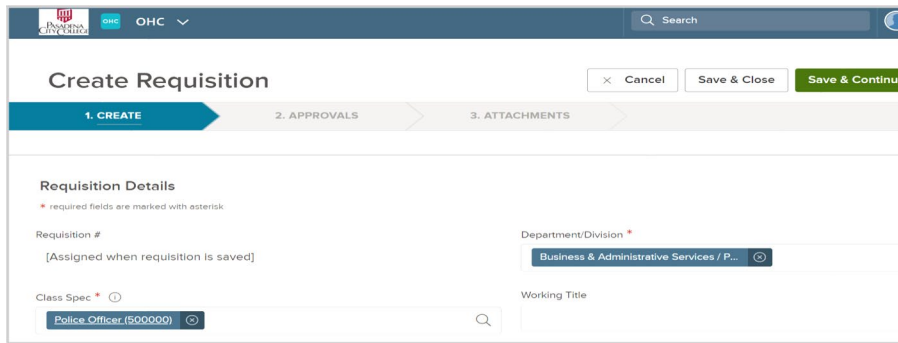 PASADENA
CITY COLLEGE
OHC
OHC
Search
Create Requisition
× Cancel
Save & Close
Save & Continu
1. CREATE
2. APPROVALS
3. ATTACHMENTS
Requisition Details
* required fields are marked with asterisk
Requisition #
Department/Division *
[Assigned when requisition is saved]
Business & Administrative Services / P...
Class Spec *
Working Title
Police Officer (500000)